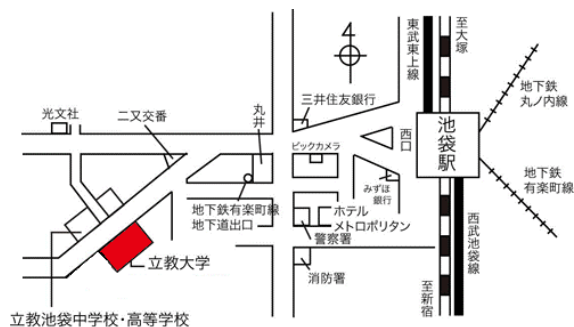 4
至大塚
東武東上線
三井住友銀行
地下鉄
丸ノ内線
光文社
二又交番
丸井
西口
池袋駅
ビックカメラ
みずほ
銀行
地下鉄
有楽町線
地下鉄有楽町線
地下道出口
ホテル
メトロポリタン
警察署
西武池袋線
立教大学
消防署
至新宿
立教池袋中学校・高等学校